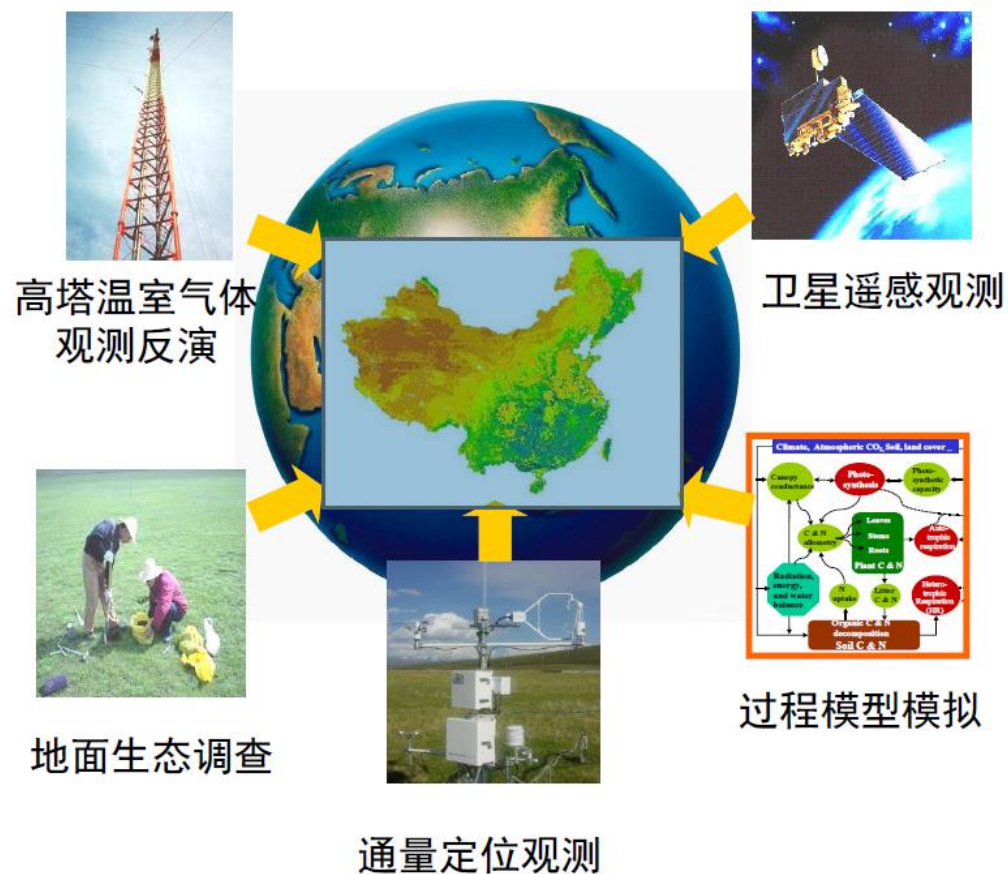 高塔温室气体
观测反演
卫星遥感观测
Climate, Atmospheric CO₂, Soil, land cover
Canopy
conductance
Photo-
synthesis
Photo-
synthetic
capacity
C & N
allometry
Leaves
Stems
Roots
Plant C & N
Auto-
trophic
respiration
Radiation,
energy,
and water
balance
N
uptake
Litter
C & N
Hetero-
trophic
Respiration
(HR)
Organic C & N
decomposition
Soil C & N
地面生态调查
过程模型模拟
通量定位观测